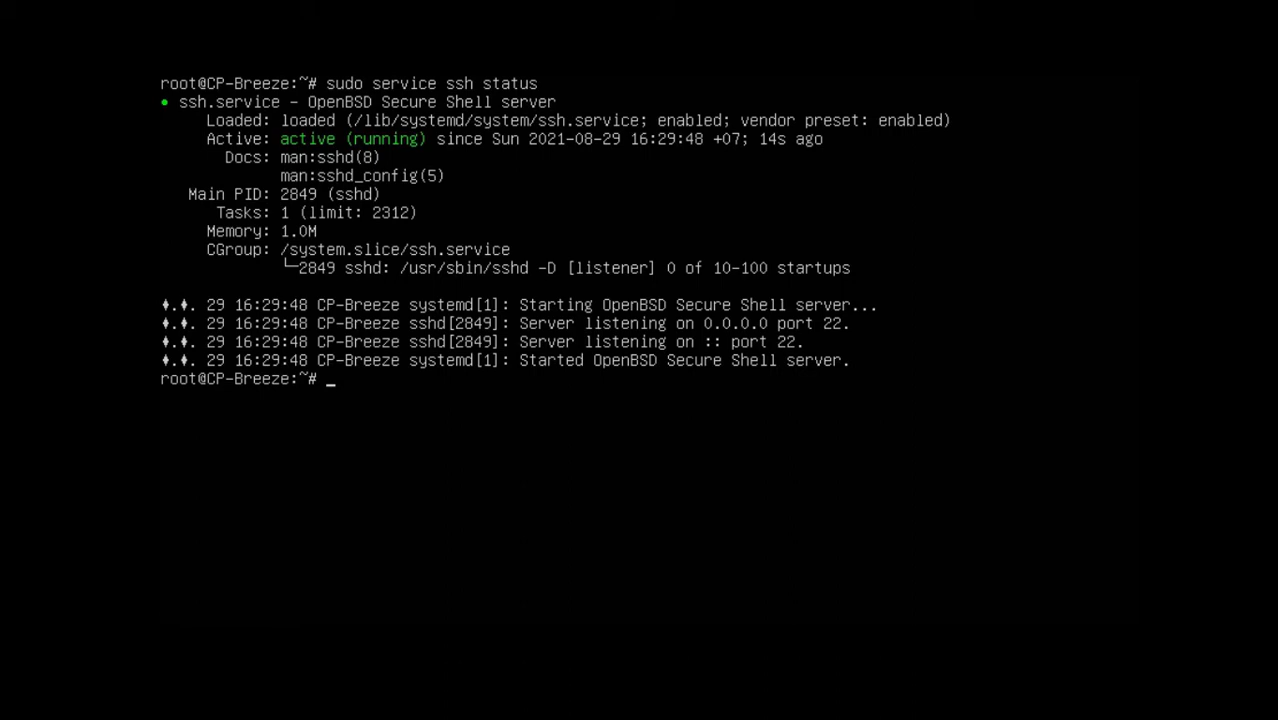 root@CP-Breeze:~# sudo service ssh status
● ssh.service - OpenBSD Secure Shell server
Loaded: loaded (/lib/systemd/system/ssh.service; enabled; vendor preset: enabled)
Active: active (running) since Sun 2021-08-29 16:29:48 +07; 14s ago
Docs: man:sshd(8)
man:sshd_config(5)
Main PID: 2849 (sshd)
Tasks: 1 (limit: 2312)
Memory: 1.0M
CGroup: /system.slice/ssh.service
└─2849 sshd: /usr/sbin/sshd -D [listener] 0 of 10-100 startups
♦.♦. 29 16:29:48 CP-Breeze systemd[1]: Starting OpenBSD Secure Shell server...
♦.♦. 29 16:29:48 CP-Breeze sshd[2849]: Server listening on 0.0.0.0 port 22.
♦.♦. 29 16:29:48 CP-Breeze sshd[2849]: Server listening on :: port 22.
♦.♦. 29 16:29:48 CP-Breeze systemd[1]: Started OpenBSD Secure Shell server.
root@CP-Breeze:~# _